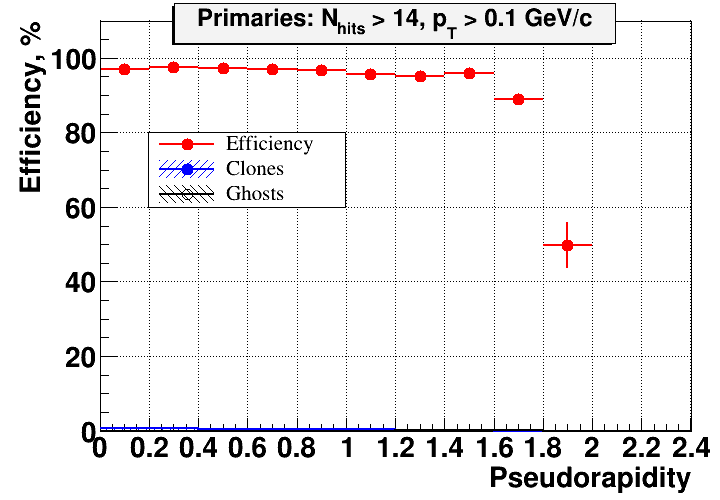 Primaries: N_hits > 14, p_T > 0.1 GeV/c
Efficiency, %
100
80
60
40
20
0
Efficiency
Clones
Ghosts
0 0.2 0.4 0.6 0.8 1 1.2 1.4 1.6 1.8 2 2.2 2.4
Pseudorapidity